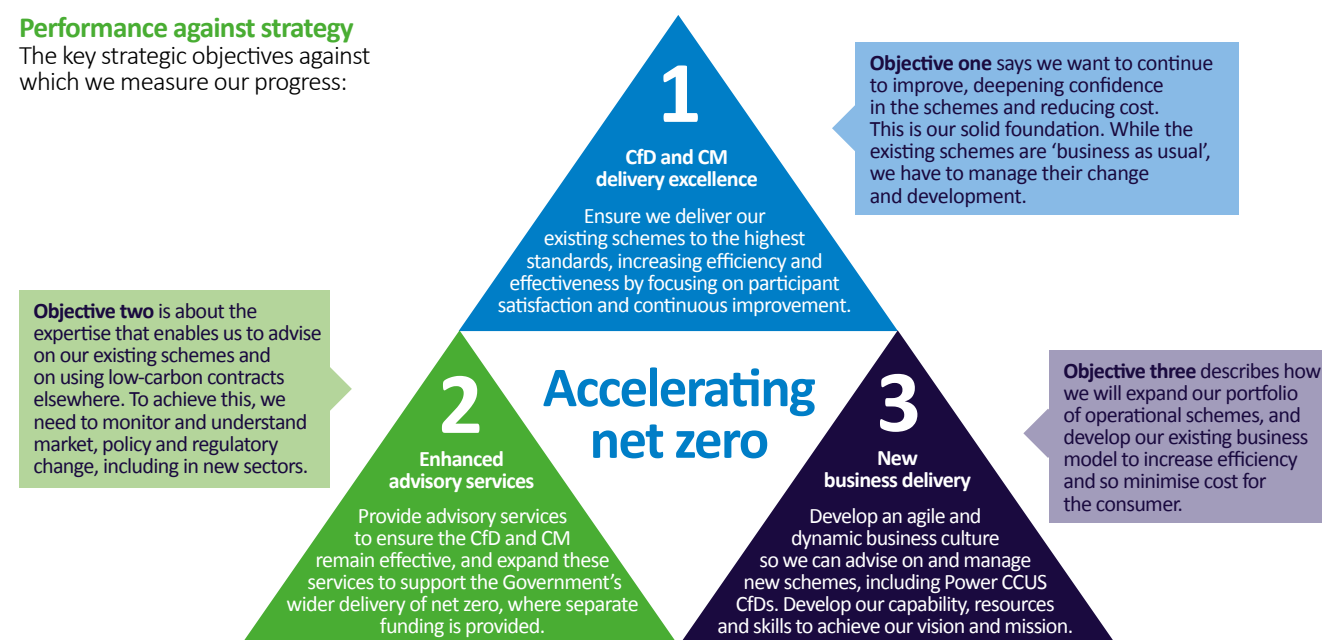 Performance against strategy
The key strategic objectives against
which we measure our progress:
1
CfD and CM
delivery excellence
Ensure we deliver our
existing schemes to the highest
standards, increasing efficiency and
effectiveness by focusing on participant
satisfaction and continuous improvement.
Objective one says we want to continue
to improve, deepening confidence
in the schemes and reducing cost.
This is our solid foundation. While the
existing schemes are ‘business as usual’,
we have to manage their change
and development.
Objective two is about the
expertise that enables us to advise
on our existing schemes and
on using low-carbon contracts
elsewhere. To achieve this, we
need to monitor and understand
market, policy and regulatory
change, including in new sectors.
2
Enhanced
advisory services
Provide advisory services
to ensure the CfD and CM
remain effective, and expand these
services to support the Government’s
wider delivery of net zero, where separate
funding is provided.
Accelerating
net zero
3
New
business delivery
Develop an agile and
dynamic business culture
so we can advise on and manage
new schemes, including Power CCUS
CfDs. Develop our capability, resources
and skills to achieve our vision and mission.
Objective three describes how
we will expand our portfolio
of operational schemes, and
develop our existing business
model to increase efficiency
and so minimise cost for
the consumer.